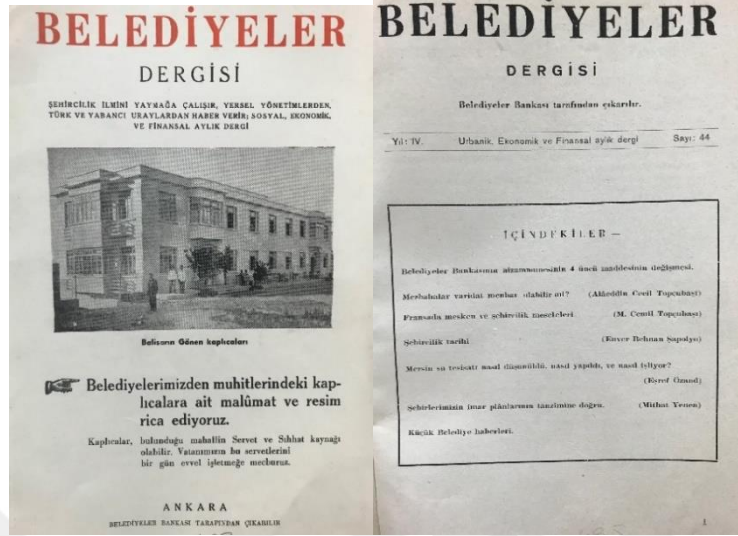 BELEDİYELER
DERGİSİ
ŞEHİRCİLİK İLMİNİ YAYMAĞA ÇALIŞIR, YERSEL YÖNETİMLERDEN,
TÜRK VE YABANCI URAYLARDAN HABER VERİR; SOSYAL, EKONOMİK,
VE FİNANSAL AYLIK DERGİ
Balisarın Gönen kaplıcaları
Belediyelerimizden muhitlerindeki kap-
lıcalara ait malûmat ve resim
rica ediyoruz.
Kaplıcalar, bulunduğu mahallin Servet ve Sıhhat kaynağı
olabilir. Vatanımızın bu servetlerini
bir gün evvel işletmeğe mecburuz.
ANKARA
BELEDİYELER BANKASI TARAFINDAN ÇIKARILIR
BELEDİYELER
DERGİSİ
Belediyeler Bankası tarafından çıkarılır.
Yıl: IV. Urbanik, Ekonomik ve Finansal aylık dergi Sayı: 44
İÇİNDEKİLER —
Belediyeler Bankasının nizamnamesinin 4 üncü maddesinin değişmesi.
Mezbahalar varidat menbaı olabilir mi? (Alâeddin Cecil Topçubaşı)
Fransada mesken ve şehircilik meseleleri. (M. Cemil Topçubaşı)
Şehircilik tarihi (Enver Behnan Şapolyo)
Mersin su tesisatı nasıl düşünüldü, nasıl yapıldı, ve nasıl işliyor?
(Eşref Özand)
Şehirlerimizin imar plânlarının tanzimine doğru. (Mithat Yenen)
Küçük Belediye haberleri.
1